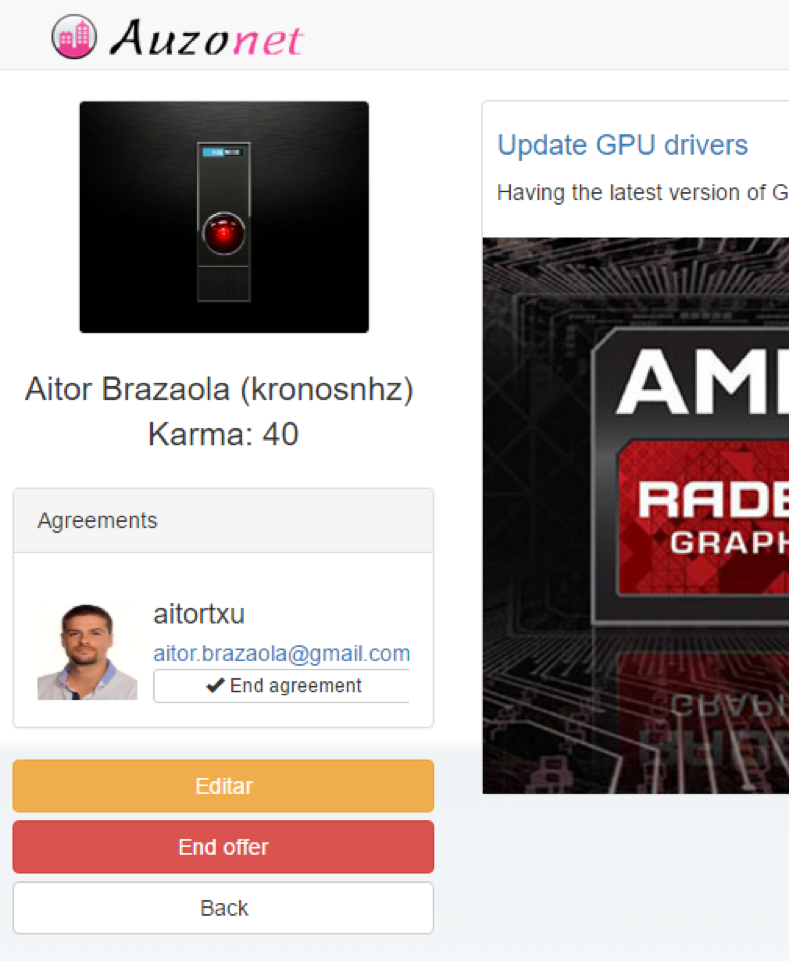 Auzonet
Update GPU drivers
Having the latest version of G
AM
RADE
GRAPH
Aitor Brazaola (kronosnhz)
Karma: 40
Agreements
aitortxu
aitor.brazaola@gmail.com
End agreement
Editar
End offer
Back